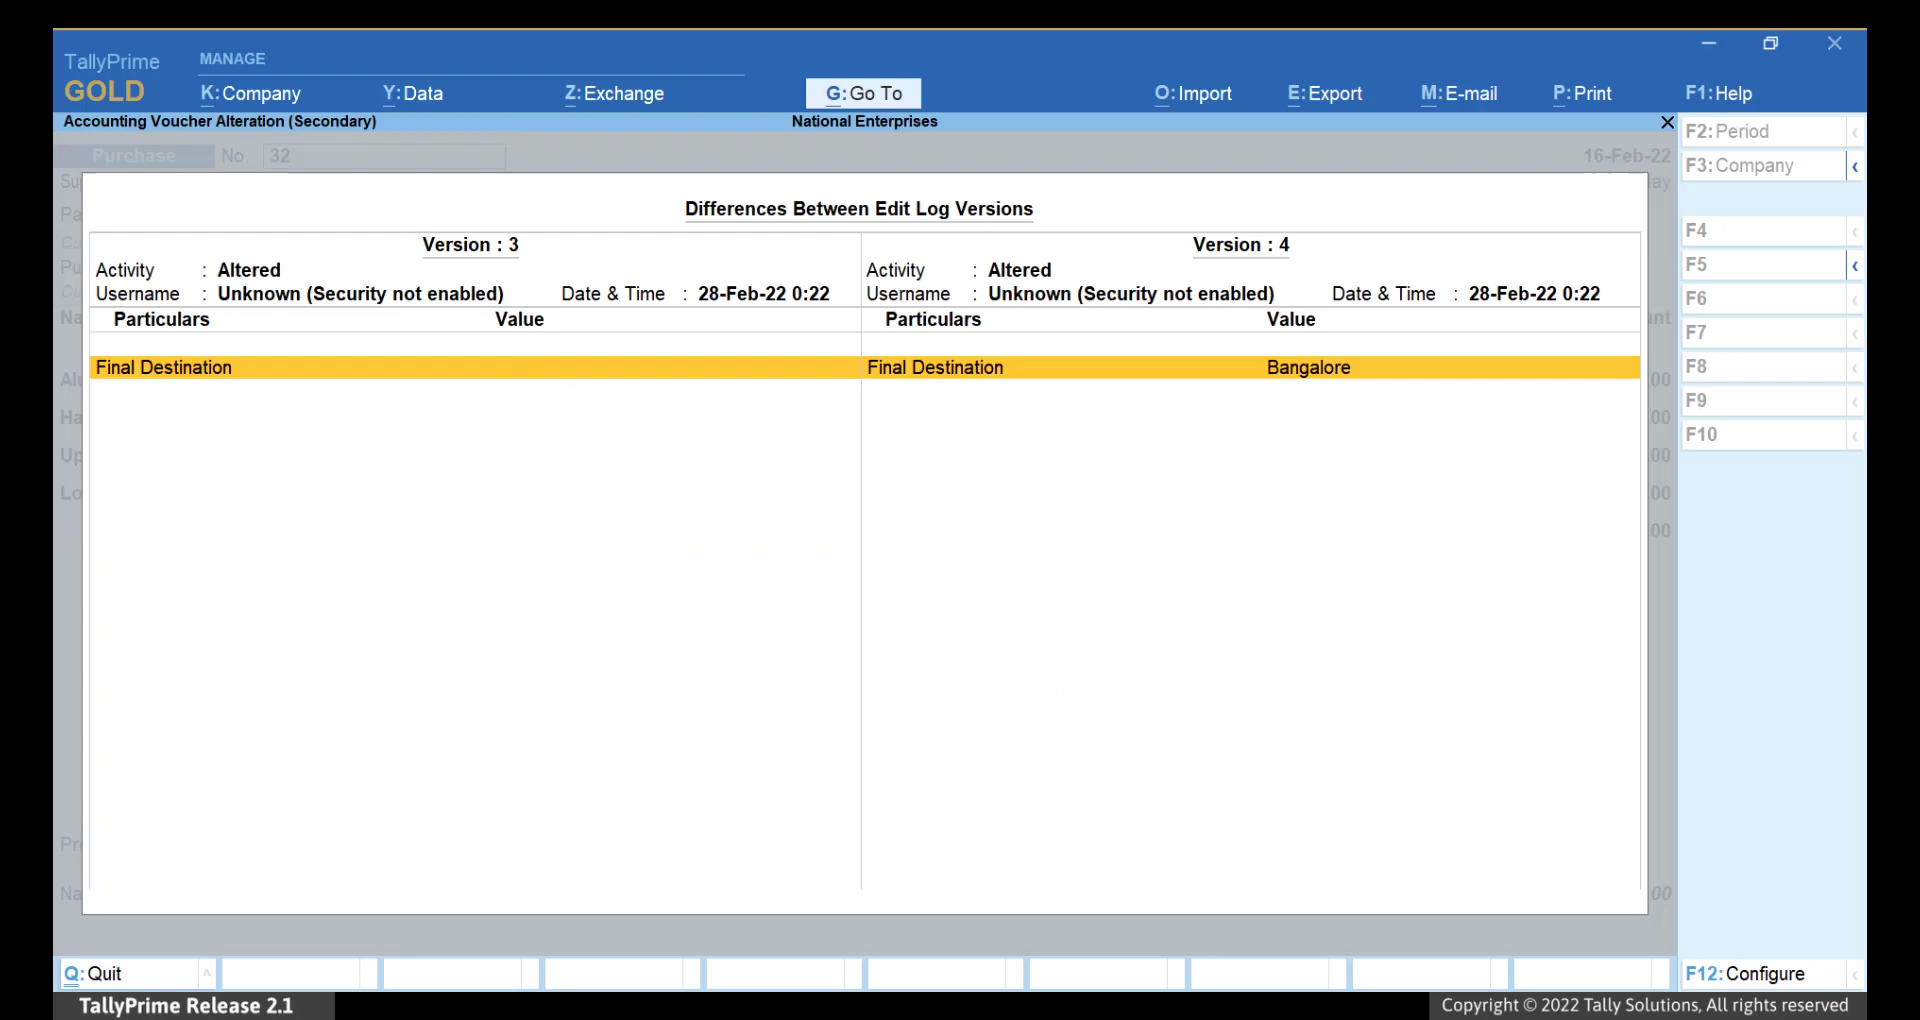 TallyPrime
GOLD
MANAGE
K:Company Y:Data Z:Exchange G:Go To O:Import E:Export M:E-mail P:Print F1:Help
Accounting Voucher Alteration (Secondary) National Enterprises
F2:Period
Purchase No. 32 16-Feb-22
F3:Company
Differences Between Edit Log Versions
Version : 3 Version : 4
Activity : Altered Activity : Altered
Username : Unknown (Security not enabled) Date & Time : 28-Feb-22 0:22 Username : Unknown (Security not enabled) Date & Time : 28-Feb-22 0:22
Particulars Value Particulars Value
Final Destination Final Destination Bangalore
F4
F5
F6
F7
F8
F9
F10
Q:Quit F12:Configure
TallyPrime Release 2.1 Copyright © 2022 Tally Solutions, All rights reserved